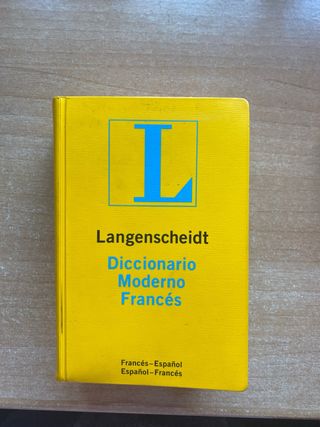 L
Langenscheidt
Diccionario
Moderno
Francés
Francés–Español
Español–Francés